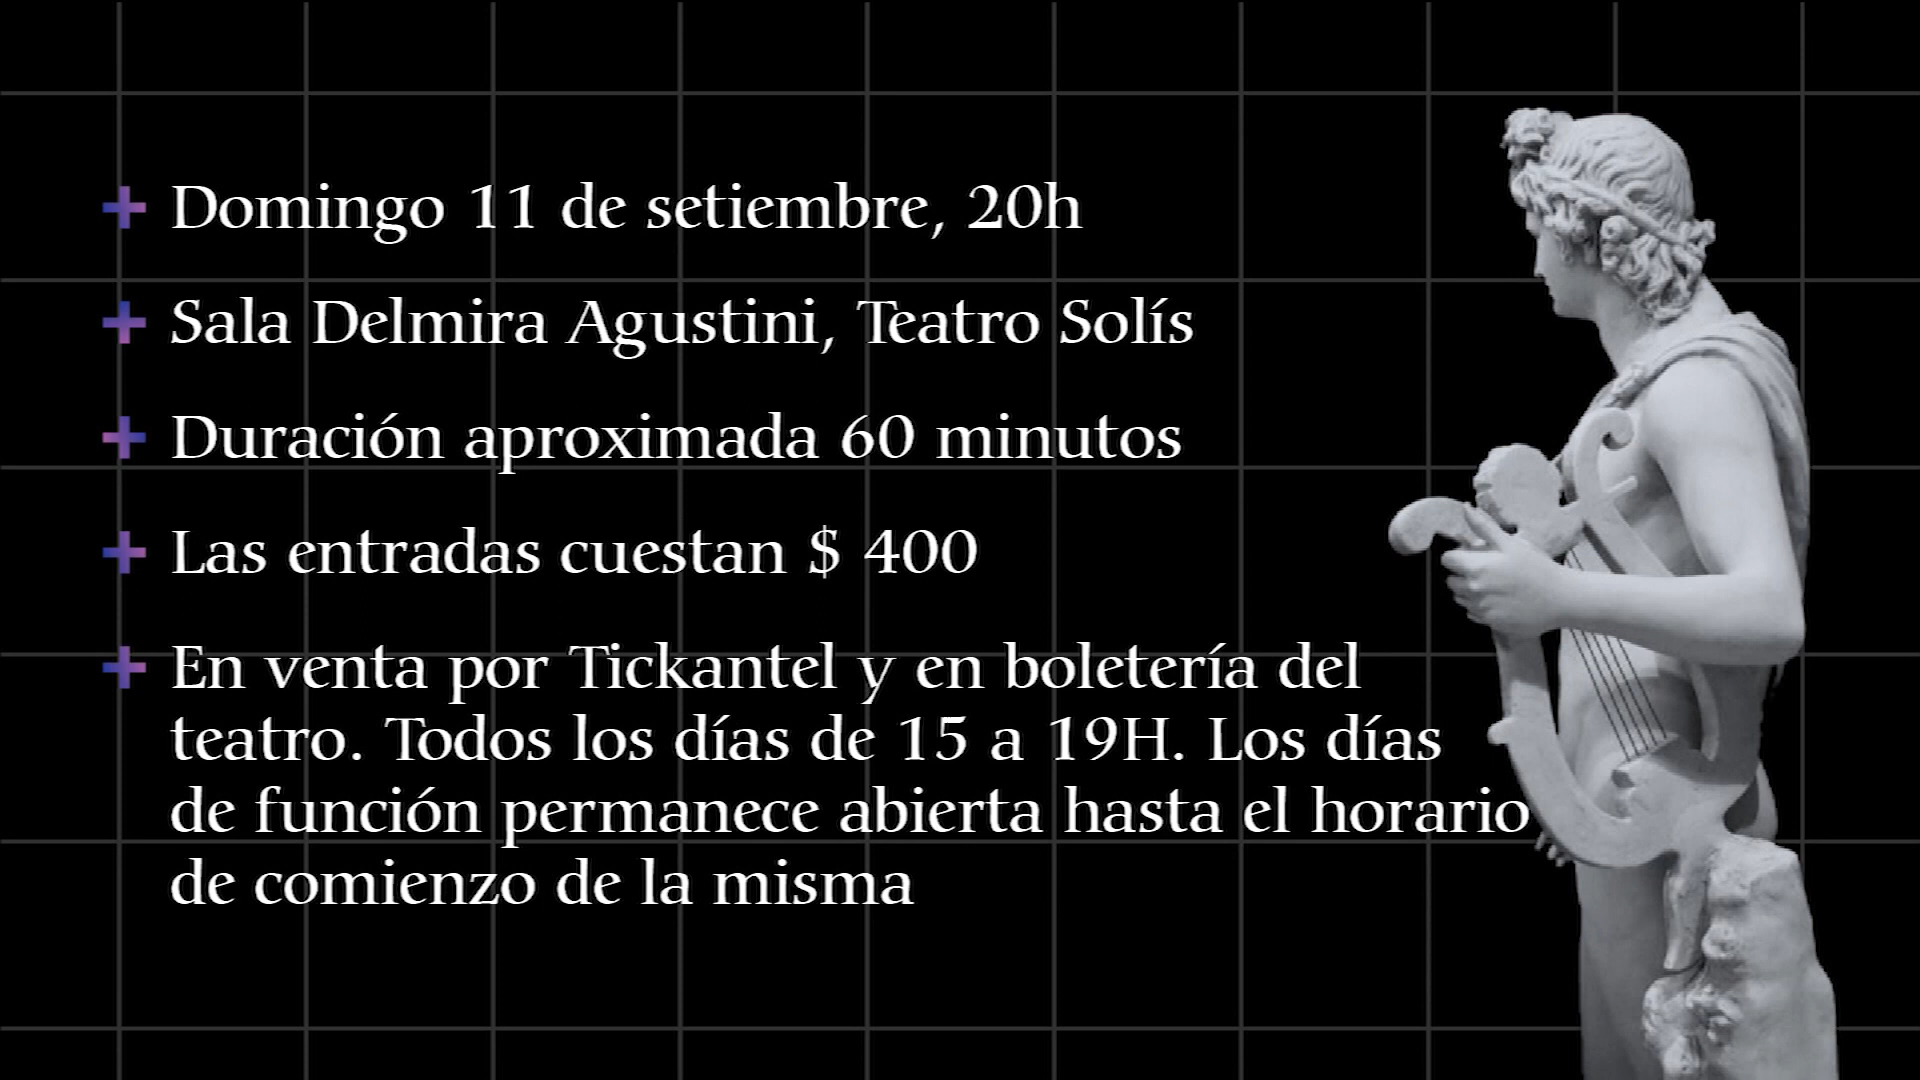 Domingo 11 de setiembre, 20h
Sala Delmira Agustini, Teatro Solís
Duración aproximada 60 minutos
Las entradas cuestan $ 400
En venta por Tickantel y en boletería del
teatro. Todos los días de 15 a 19H. Los días
de función permanece abierta hasta el horario
de comienzo de la misma